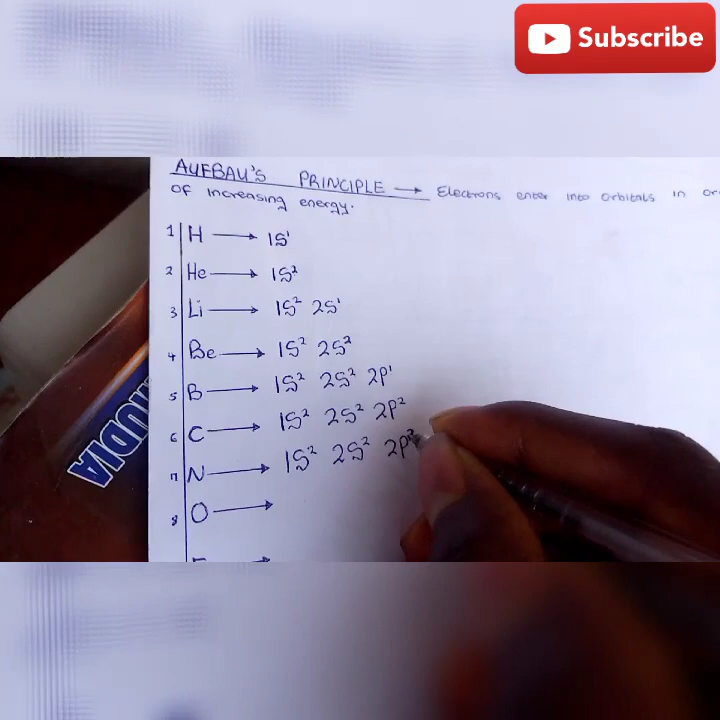 Subscribe
AUFBAU'S PRINCIPLE → Electrons enter into orbitals in
of increasing energy.
1 H → 1S¹
2 He → 1S²
3 Li → 1S² 2S¹
4 Be → 1S² 2S²
5 B → 1S² 2S² 2P¹
6 C → 1S² 2S² 2P²
7 N → 1S² 2S² 2P³
8 O →